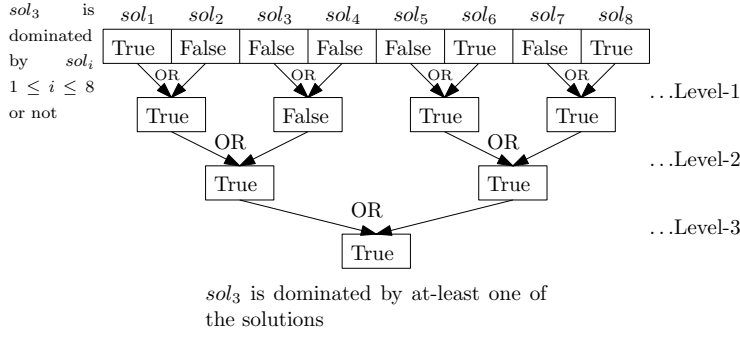 sol₃ is
dominated
by sol_i
1 ≤ i ≤ 8
or not
sol₁ sol₂ sol₃ sol₄ sol₅ sol₆ sol₇ sol₈
True False False False False True False True
OR OR OR OR
...Level-1
True False True True
OR OR
...Level-2
True True
OR
...Level-3
True
sol₃ is dominated by at-least one of
the solutions